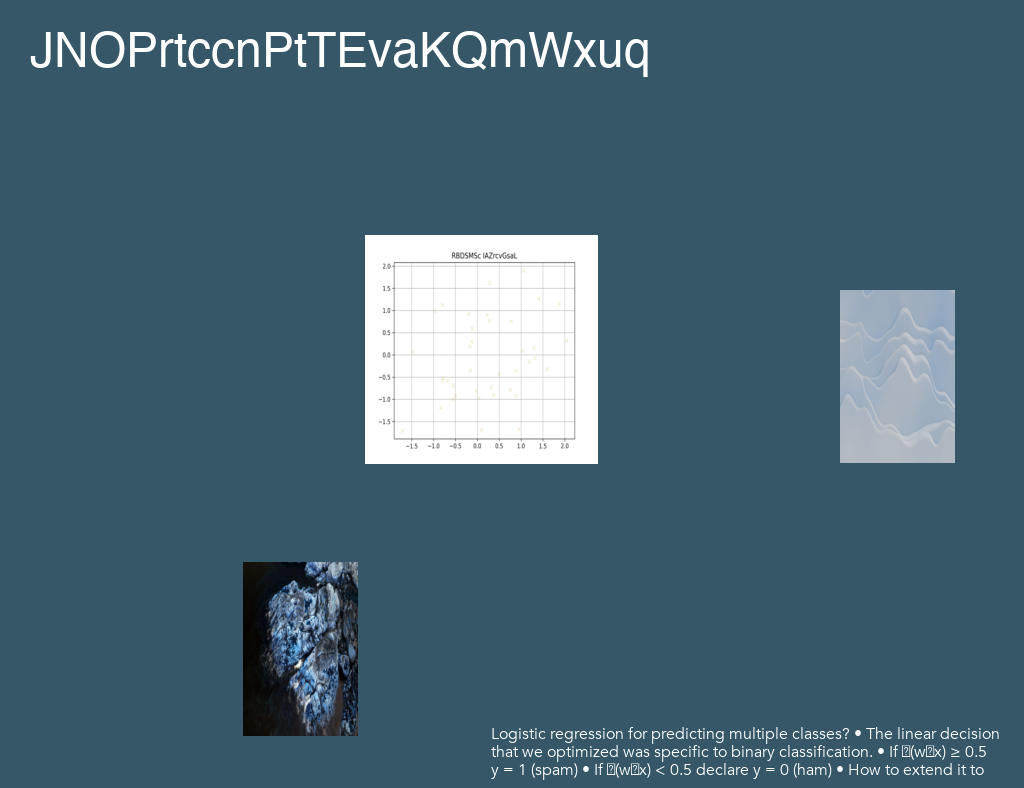 JNOPrtccnPtTEvaKQmWxuq
RBDSMSc IAZrcvGsaL
2.0
1.5
1.0
0.5
0.0
−0.5
−1.0
−1.5
−1.5 −1.0 −0.5 0.0 0.5 1.0 1.5 2.0
Logistic regression for predicting multiple classes? • The linear decision
that we optimized was specific to binary classification. • If (wx) ≥ 0.5
y = 1 (spam) • If (wx) < 0.5 declare y = 0 (ham) • How to extend it to